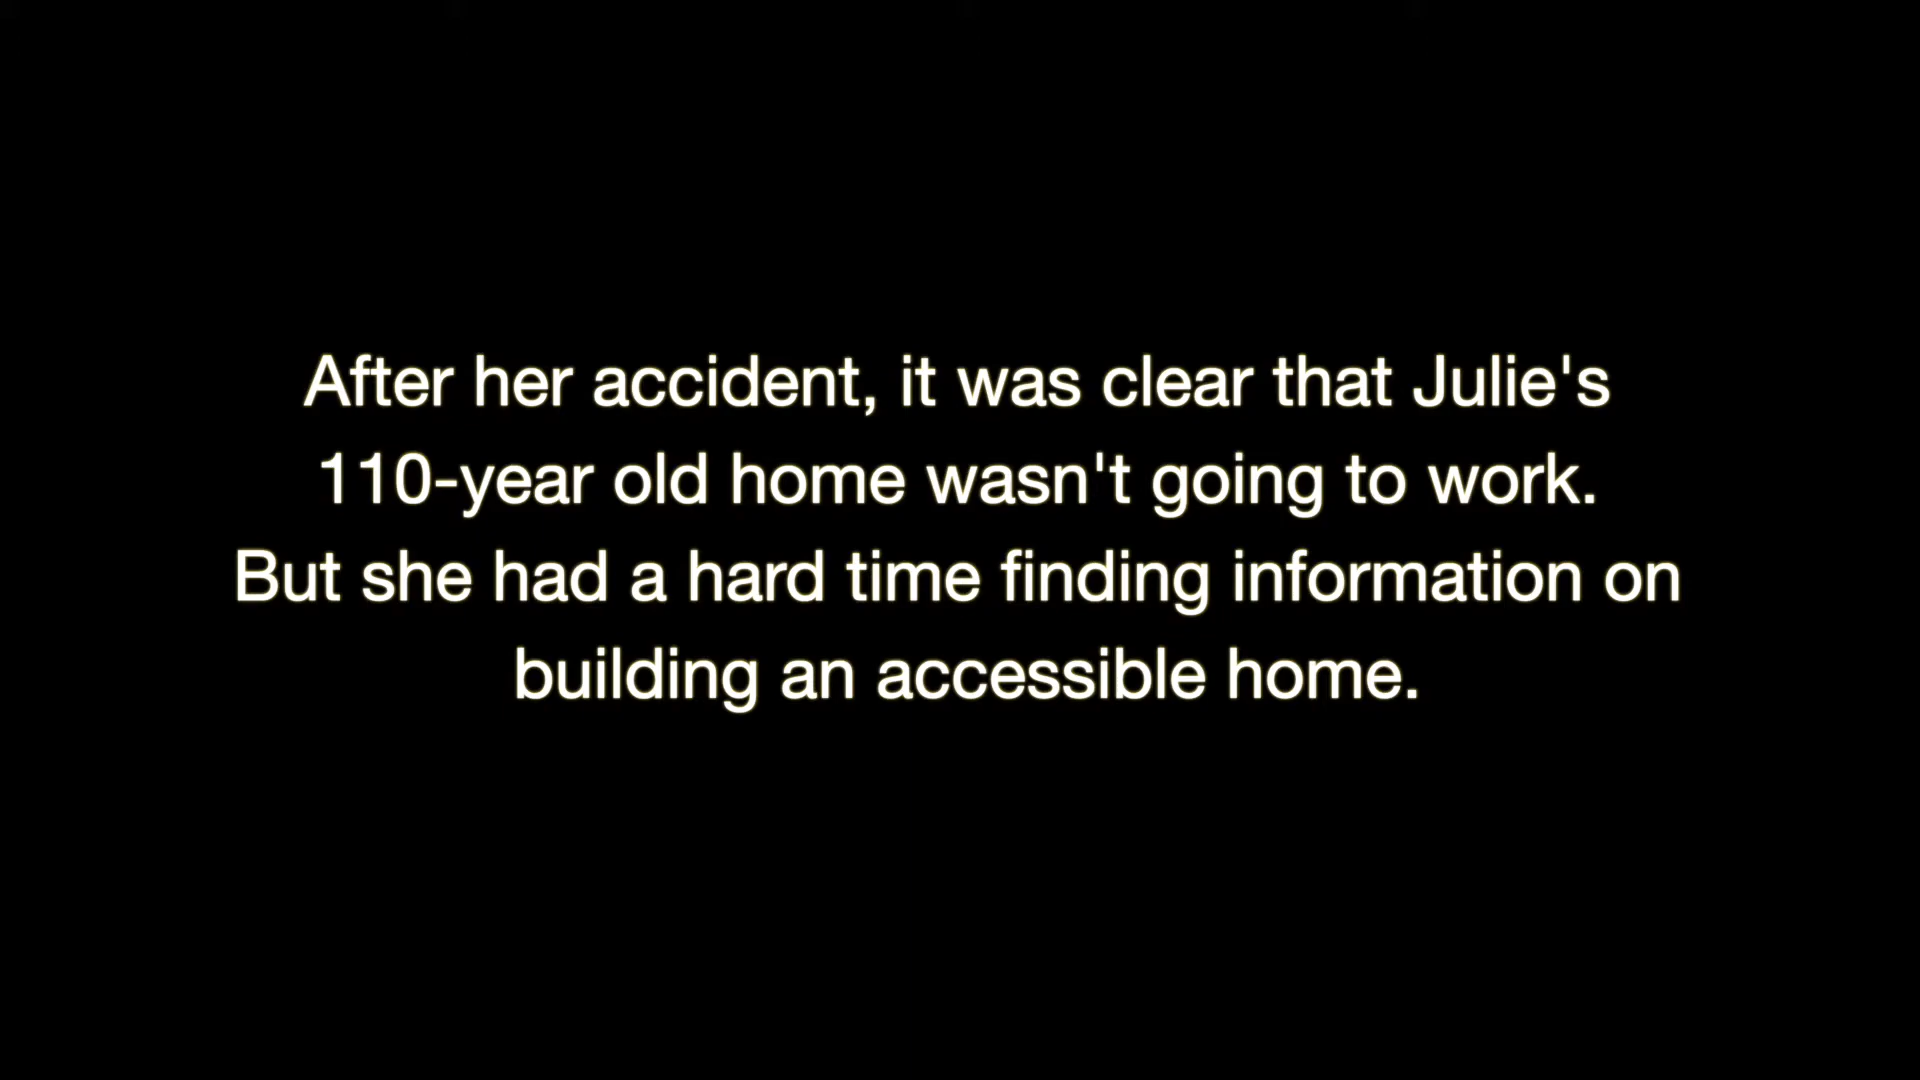 After her accident, it was clear that Julie's
110-year old home wasn't going to work.
But she had a hard time finding information on
building an accessible home.